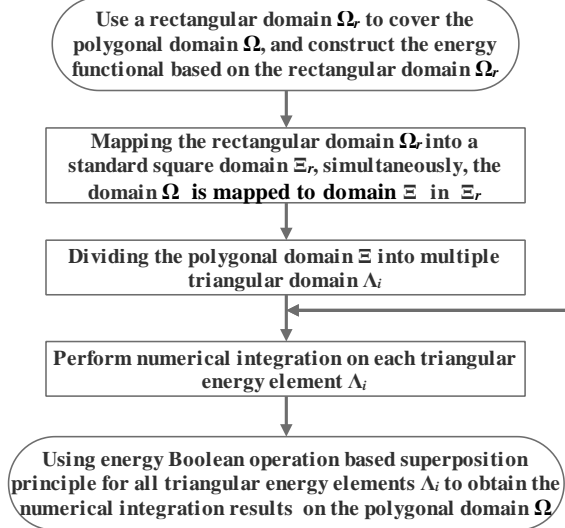 Use a rectangular domain Ωr to cover the
polygonal domain Ω, and construct the energy
functional based on the rectangular domain Ωr
Mapping the rectangular domain Ωr into a
standard square domain Ξr, simultaneously, the
domain Ω is mapped to domain Ξ in Ξr
Dividing the polygonal domain Ξ into multiple
triangular domain Λi
Perform numerical integration on each triangular
energy element Λi
Using energy Boolean operation based superposition
principle for all triangular energy elements Λi to obtain the
numerical integration results on the polygonal domain Ω